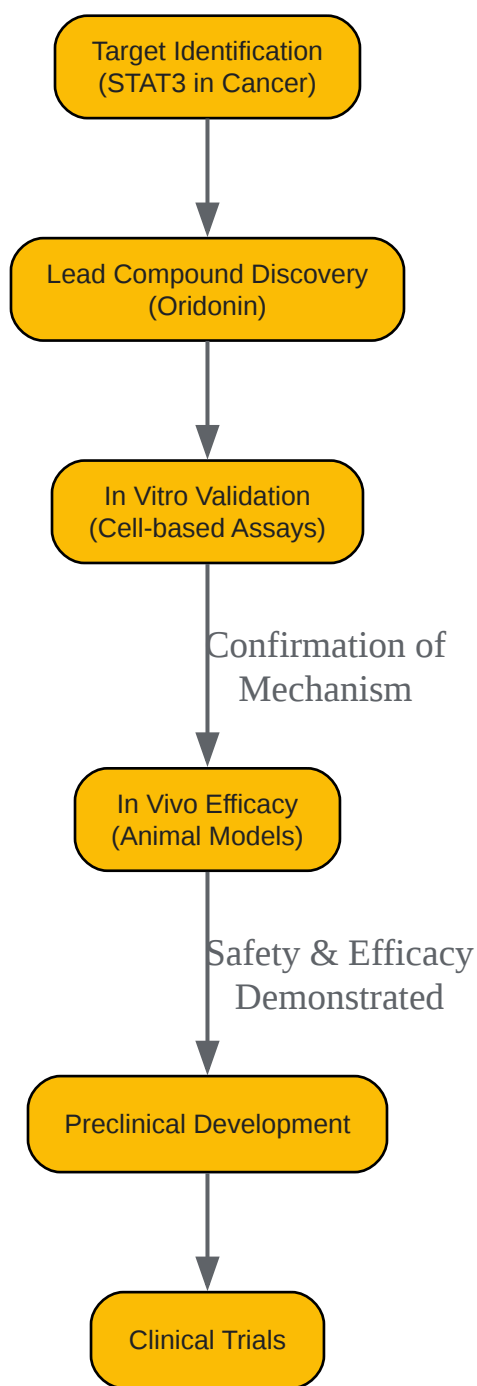 Target Identification
(STAT3 in Cancer)
Lead Compound Discovery
(Oridonin)
In Vitro Validation
(Cell-based Assays)
Confirmation of
Mechanism
In Vivo Efficacy
(Animal Models)
Safety & Efficacy
Demonstrated
Preclinical Development
Clinical Trials